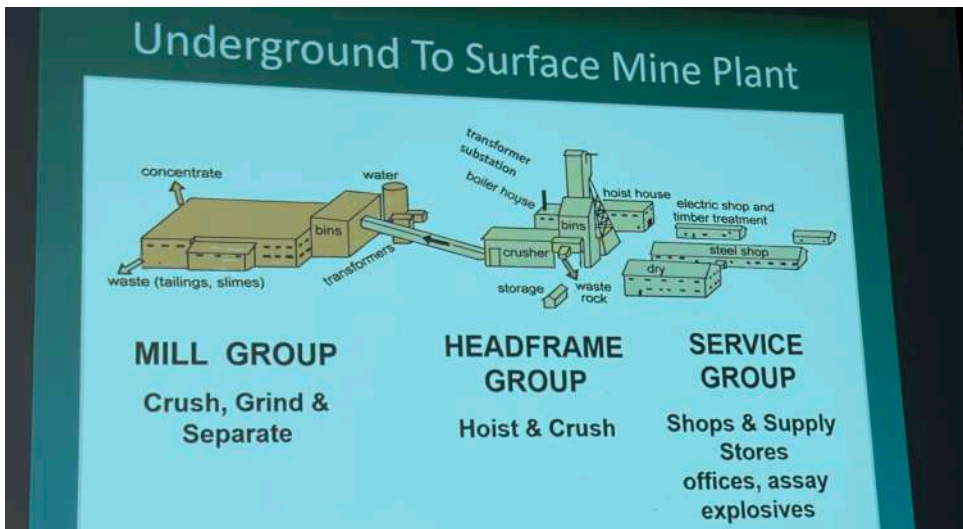 Underground To Surface Mine Plant
concentrate
water
transformer
substation
boiler house
hoist house
electric shop and
timber treatment
bins
bins
crusher
steel shop
dry
waste (tailings, slimes)
transformers
storage
waste
rock
MILL GROUP
Crush, Grind &
Separate
HEADFRAME
GROUP
Hoist & Crush
SERVICE
GROUP
Shops & Supply
Stores
offices, assay
explosives